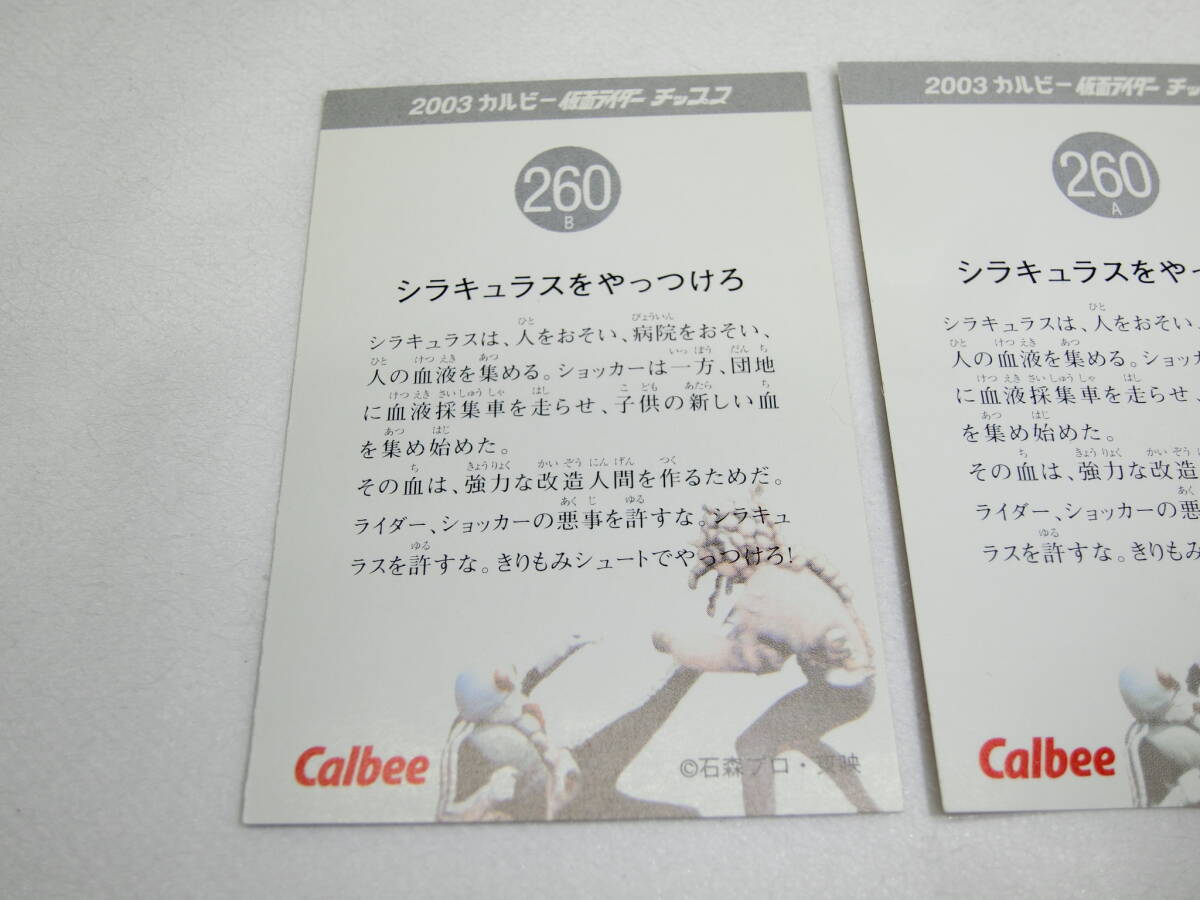 2003 カルビー 仮面ライダー チップス
260
B
シラキュラスをやっつけろ
シラキュラスは、人をおそい、病院をおそい、
人の血液を集める。ショッカーは一方、団地
に血液採集車を走らせ、子供の新しい血
を集め始めた。
その血は、強力な改造人間を作るためだ。
ライダー、ショッカーの悪事を許すな。シラキュ
ラスを許すな。きりもみシュートでやっつけろ!
Calbee
©石森プロ・東映
2003 カルビー 仮面ライダー チッ
260
A
シラキュラスをやっ
シラキュラスは、人をおそい
人の血液を集める。ショッ
に血液採集車を走らせ、
を集め始めた。
その血は、強力な改造
ライダー、ショッカーの悪
ラスを許すな。きりもみ
Calbee